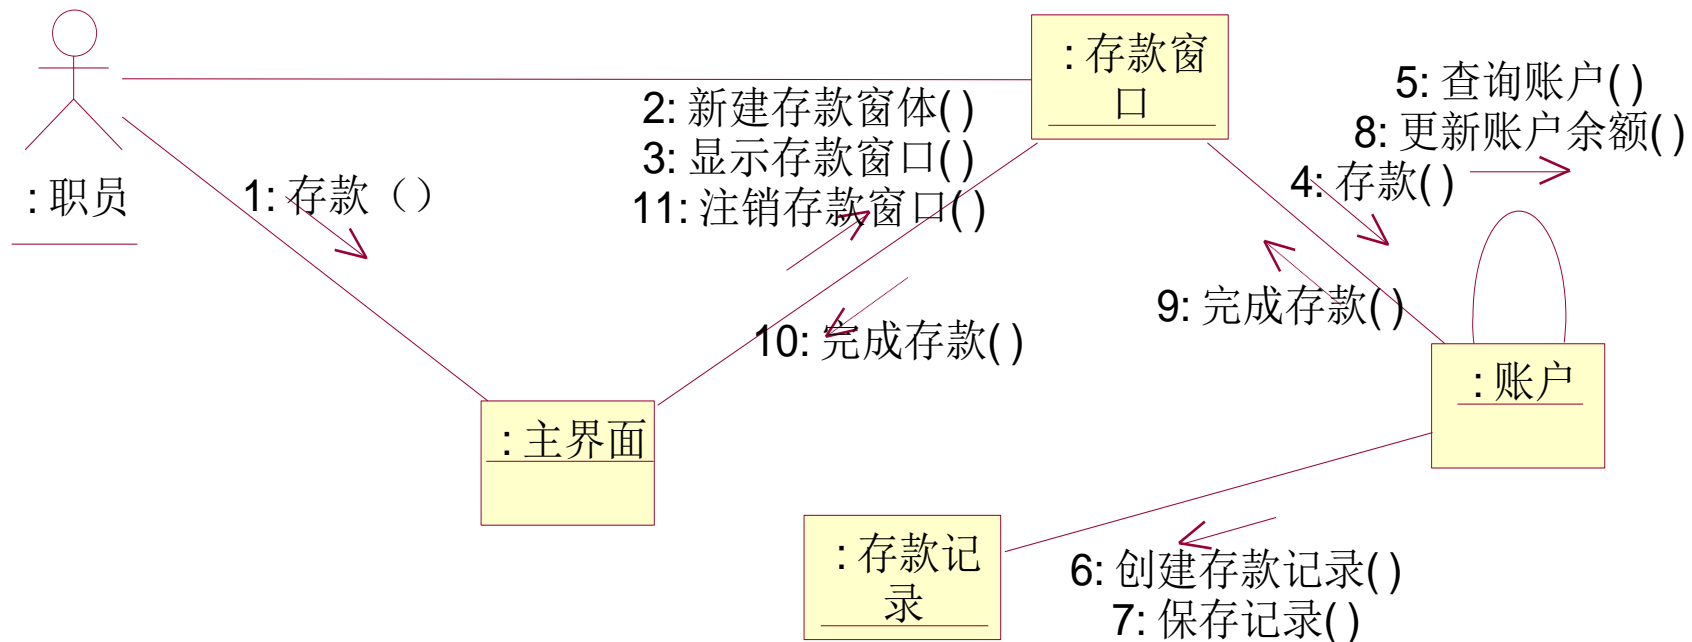 : 存款窗
口
5: 查询账户( )
8: 更新账户余额( )
2: 新建存款窗体( )
3: 显示存款窗口( )
11: 注销存款窗口( )
4: 存款( )
: 职员
1: 存款（）
9: 完成存款( )
10: 完成存款( )
: 账户
: 主界面
: 存款记
录
6: 创建存款记录( )
7: 保存记录( )